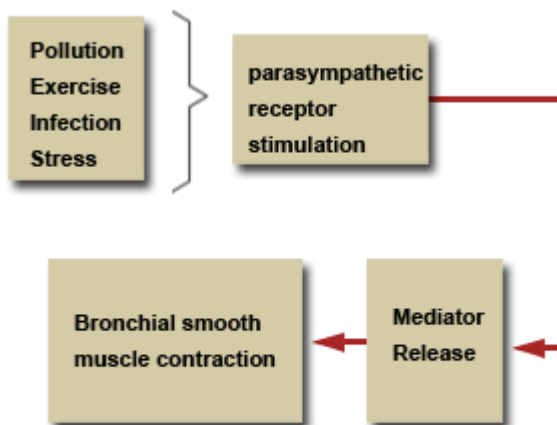 Pollution
Exercise
Infection
Stress
parasympathetic
receptor
stimulation
Bronchial smooth
muscle contraction
Mediator
Release